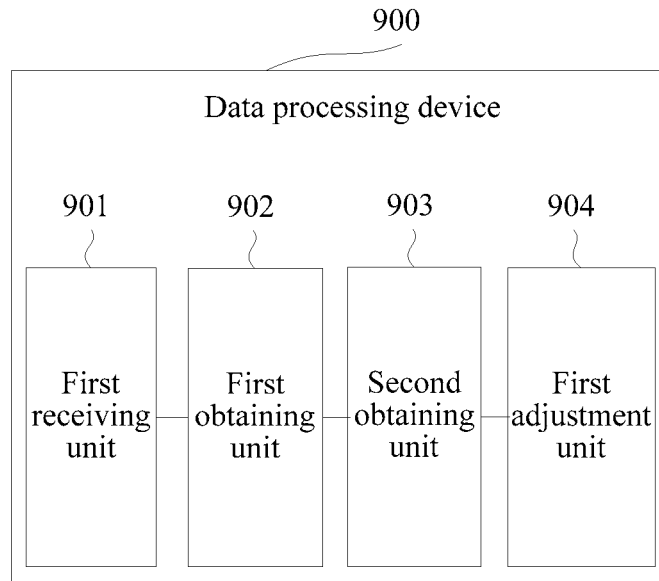 900
Data processing device
901
902
903
904
First
receiving
unit
First
obtaining
unit
Second
obtaining
unit
First
adjustment
unit